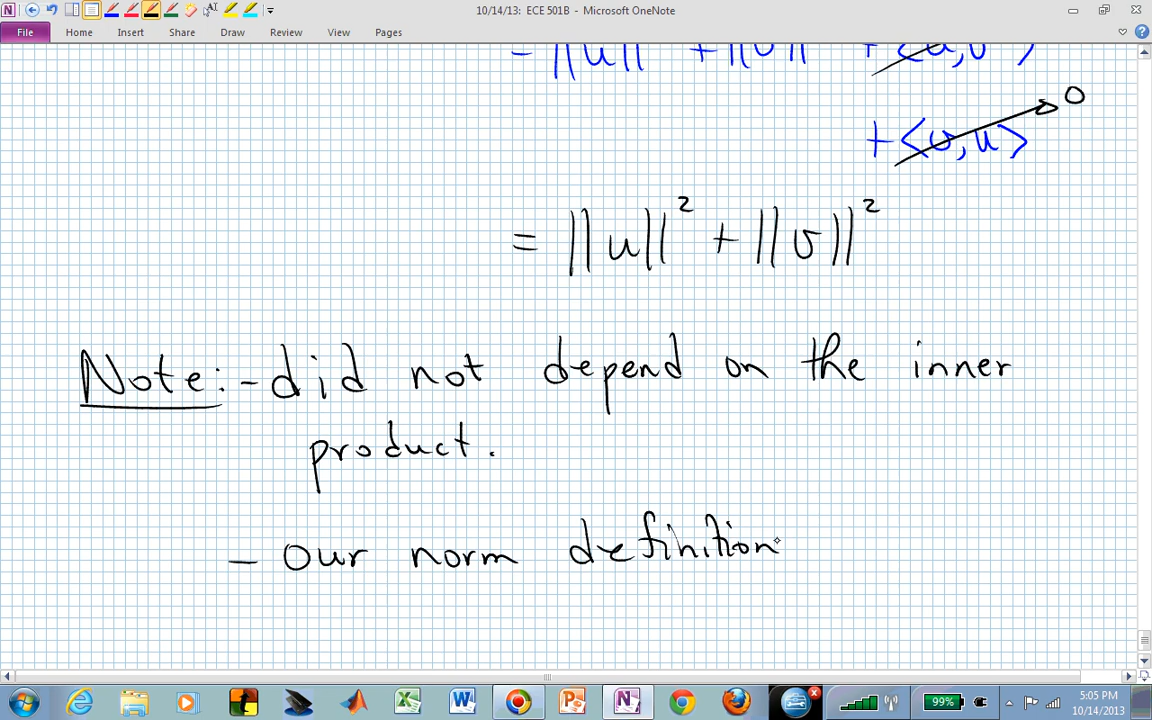 10/14/13: ECE 501B - Microsoft OneNote
File Home Insert Share Draw Review View Pages
= ||u|| + ||v|| + <u,v>
+ <v,u> 0
= ||u||² + ||v||²
Note: - did not depend on the inner
product.
- our norm definition
99%
5:05 PM
10/14/2013